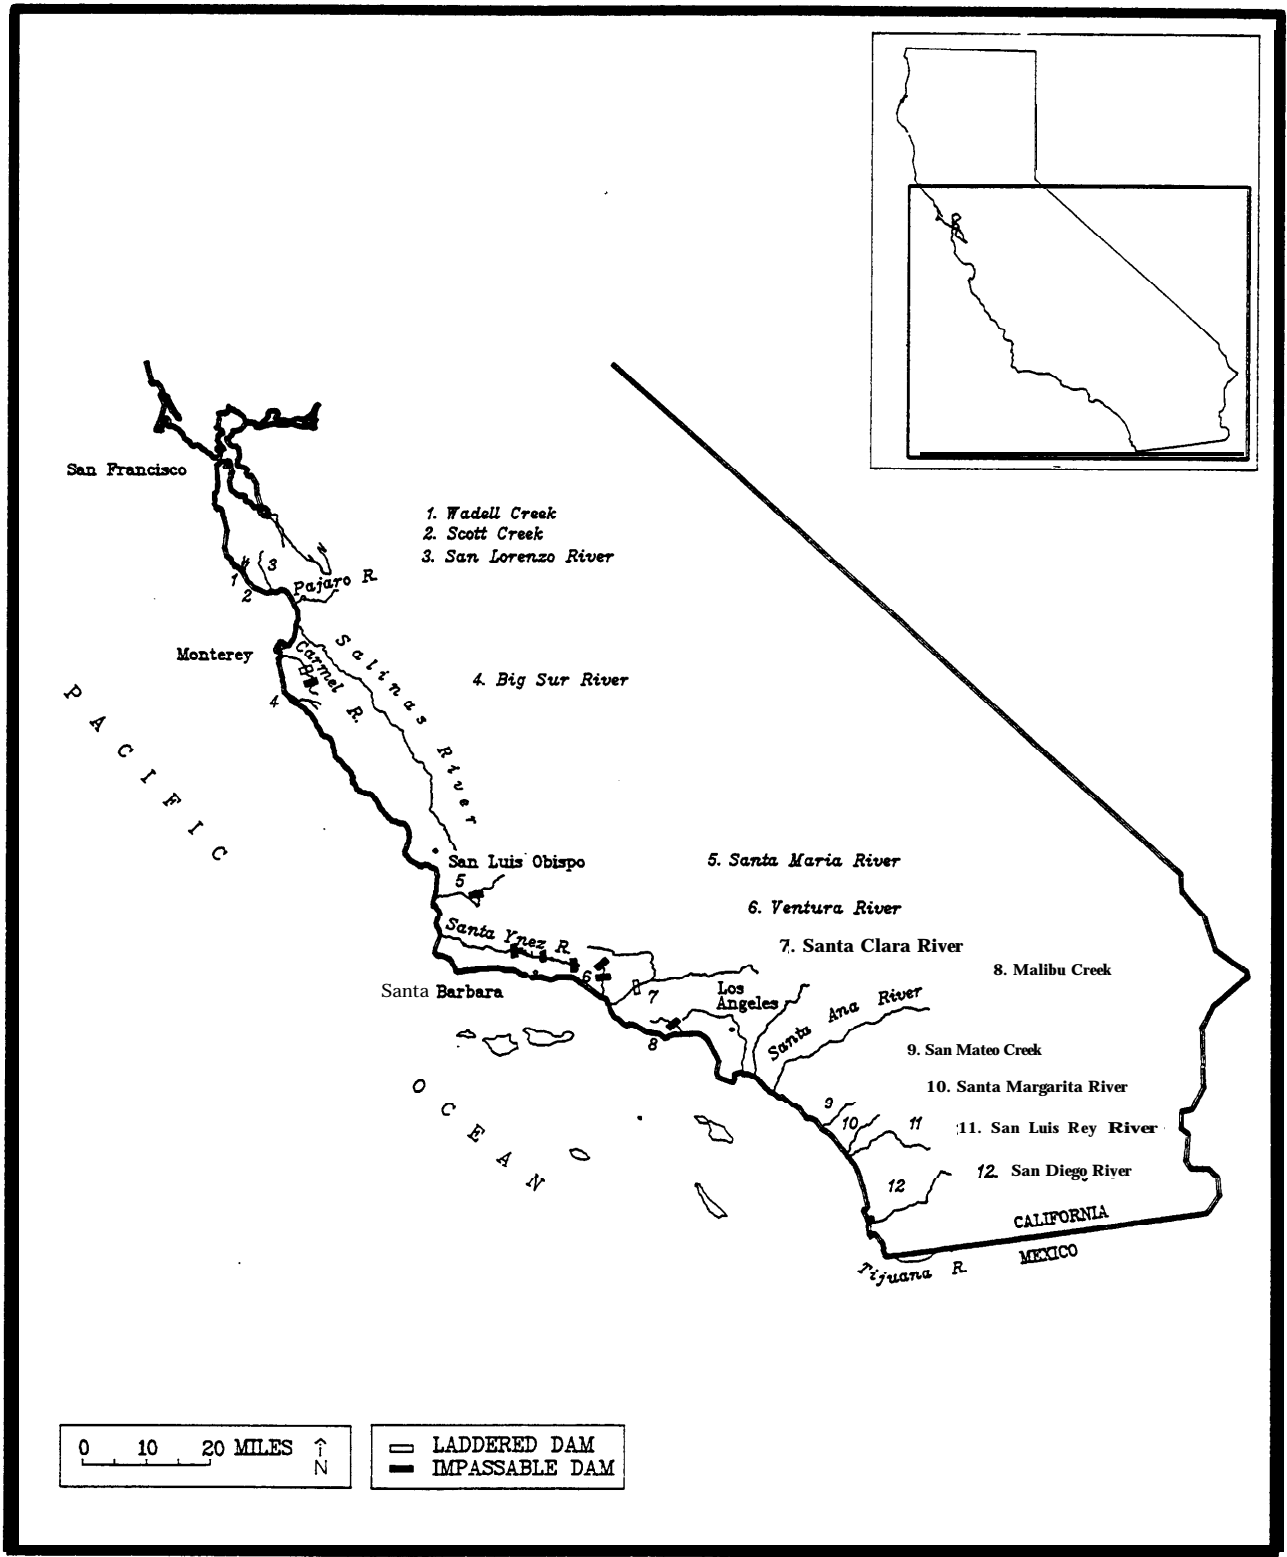 San Francisco
1. Wadell Creek
2. Scott Creek
3. San Lorenzo River
1
2
3
Pajaro R.
Monterey
Carmel R.
Salinas River
4
4. Big Sur River
PACIFIC
San Luis Obispo
5
5. Santa Maria River
6. Ventura River
Santa Ynez R.
7. Santa Clara River
8. Malibu Creek
6
7
Santa Barbara
Los
Angeles
Santa Ana River
8
9. San Mateo Creek
OCEAN
10. Santa Margarita River
9
10
11
11. San Luis Rey River
12
12. San Diego River
CALIFORNIA
MEXICO
Tijuana R.
0 10 20 MILES
N
LADDERED DAM
IMPASSABLE DAM